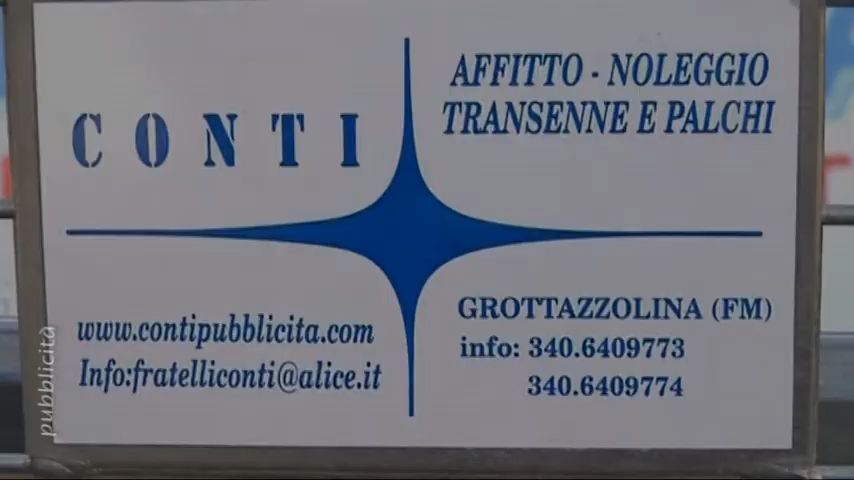 CONTI
AFFITTO - NOLEGGIO
TRANSENNE E PALCHI
www.contipubblicita.com
Info:fratelliconti@alice.it
GROTTAZZOLINA (FM)
info: 340.6409773
340.6409774
pubblicità